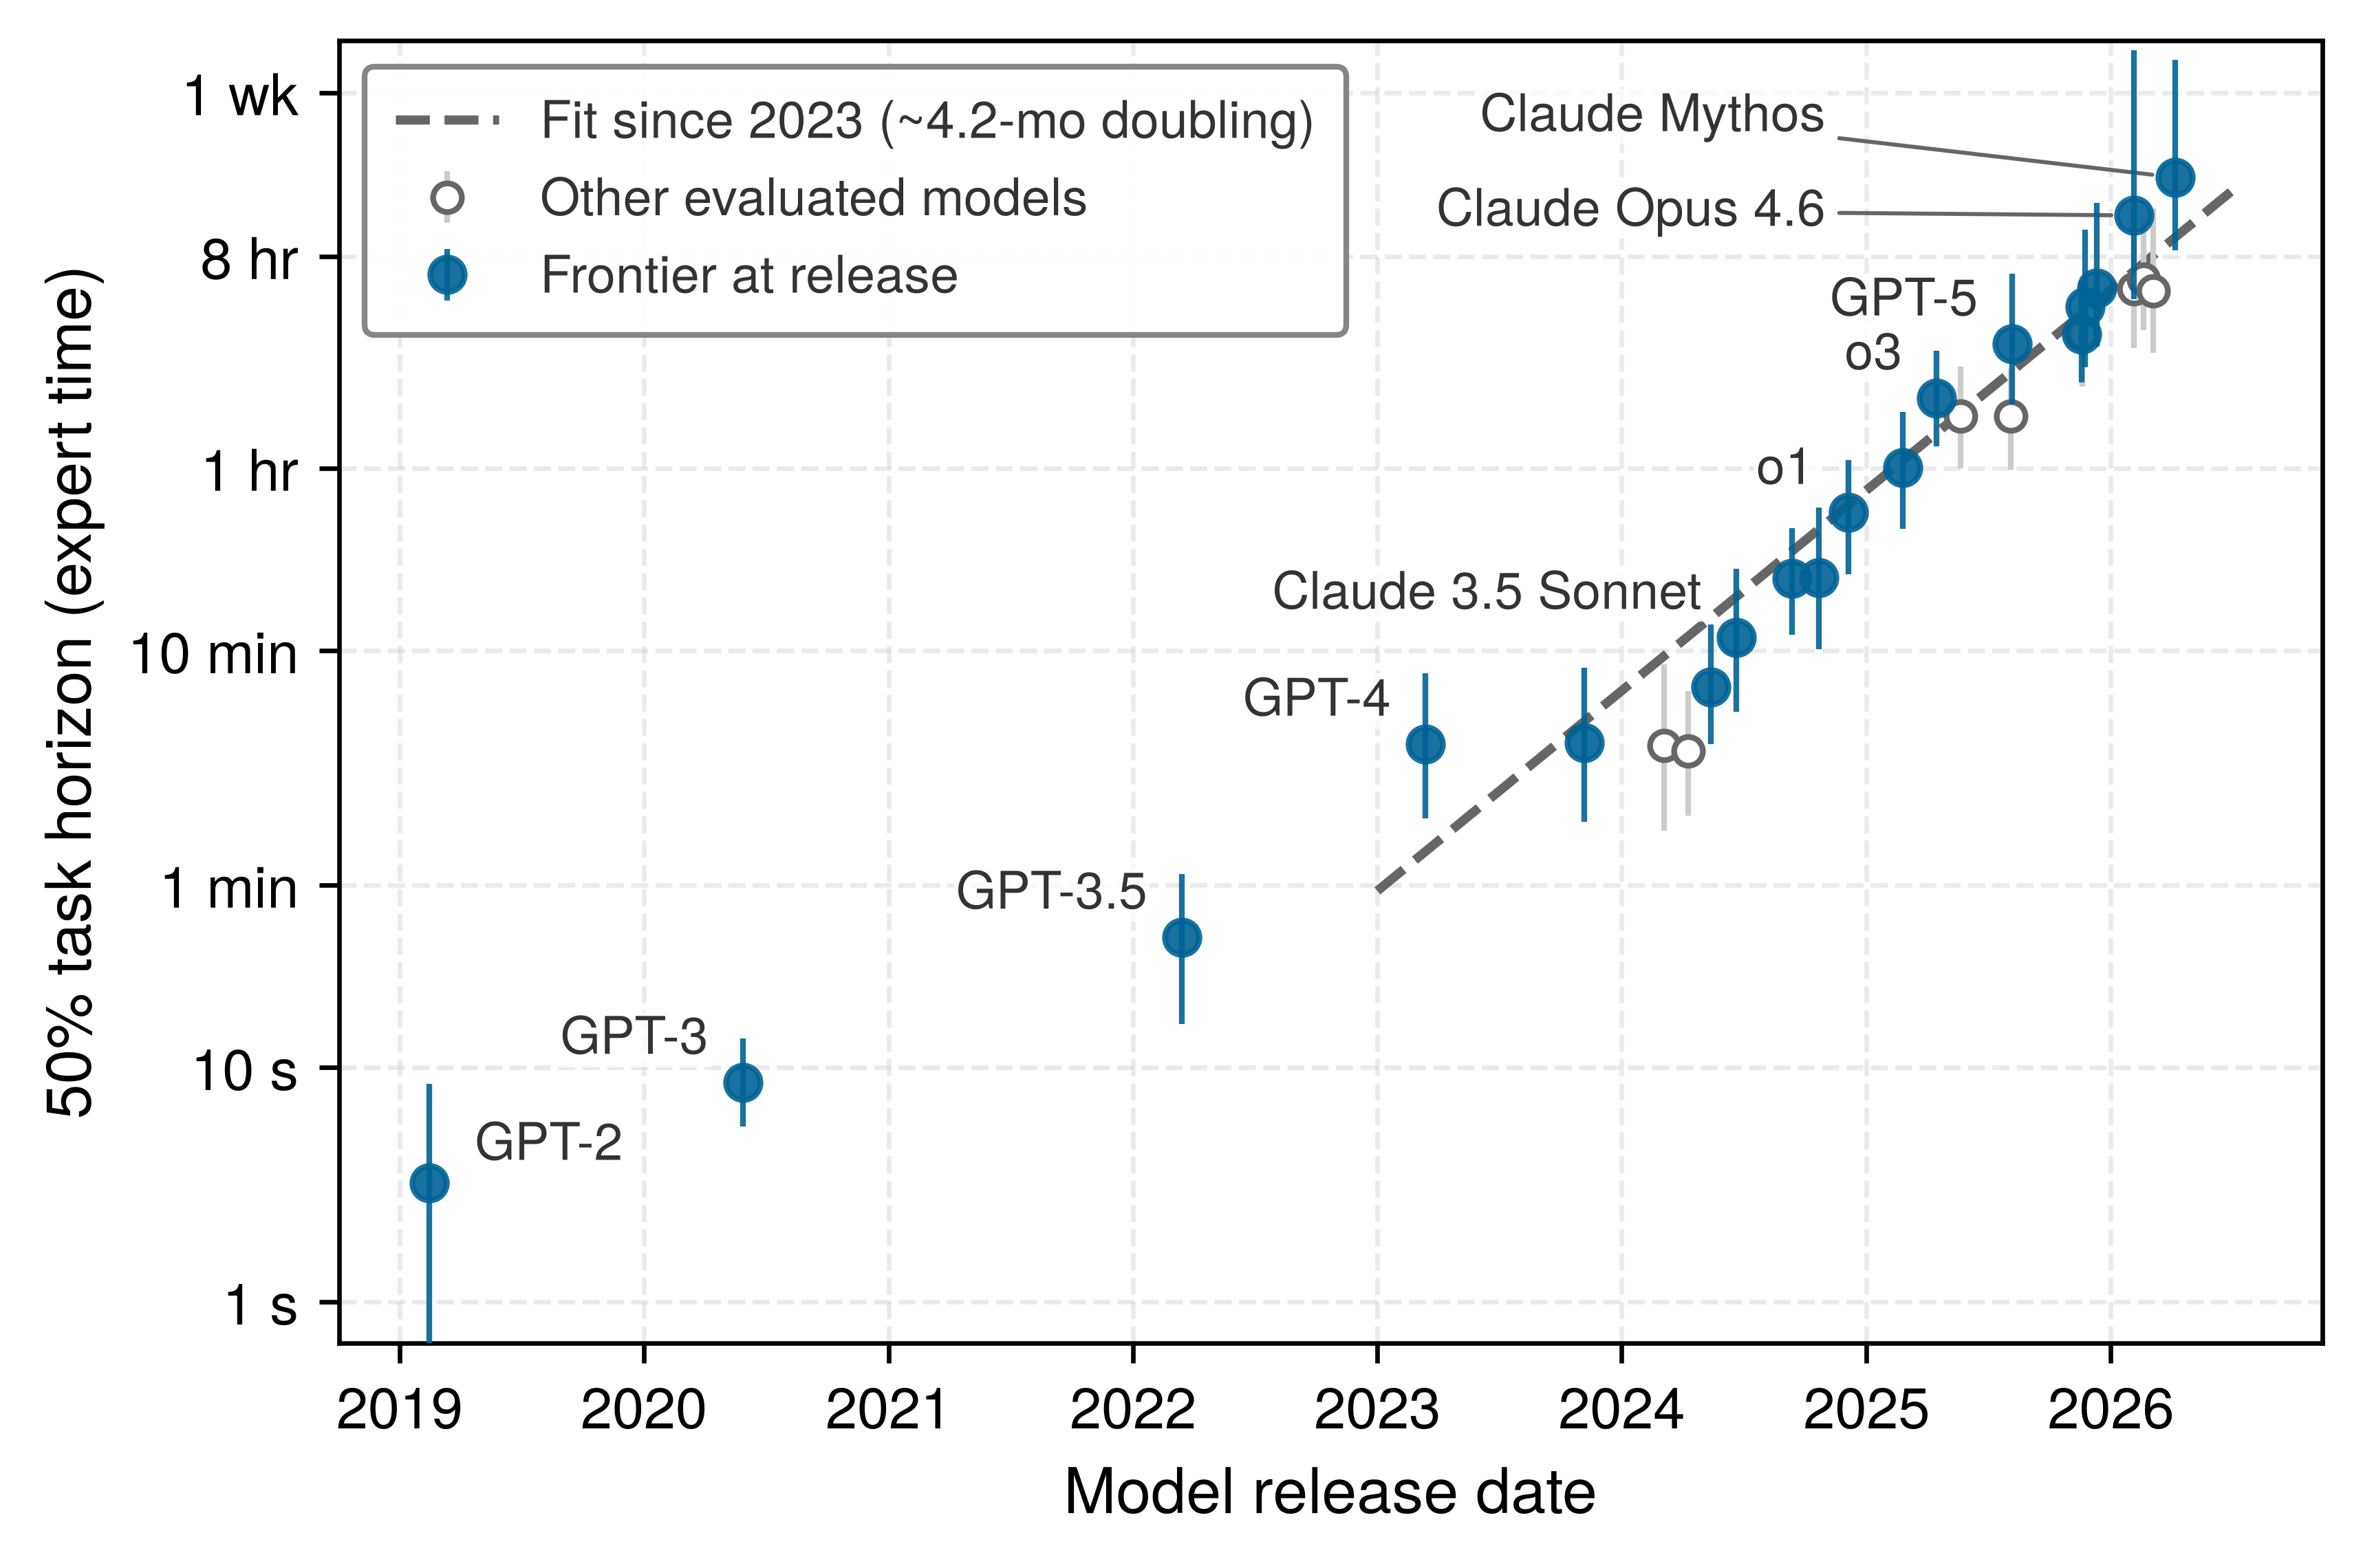 1 wk
8 hr
1 hr
10 min
1 min
10 s
1 s
50% task horizon (expert time)
Fit since 2023 (~4.2-mo doubling)
Other evaluated models
Frontier at release
Claude Mythos
Claude Opus 4.6
GPT-5
o3
o1
Claude 3.5 Sonnet
GPT-4
GPT-3.5
GPT-3
GPT-2
2019 2020 2021 2022 2023 2024 2025 2026
Model release date